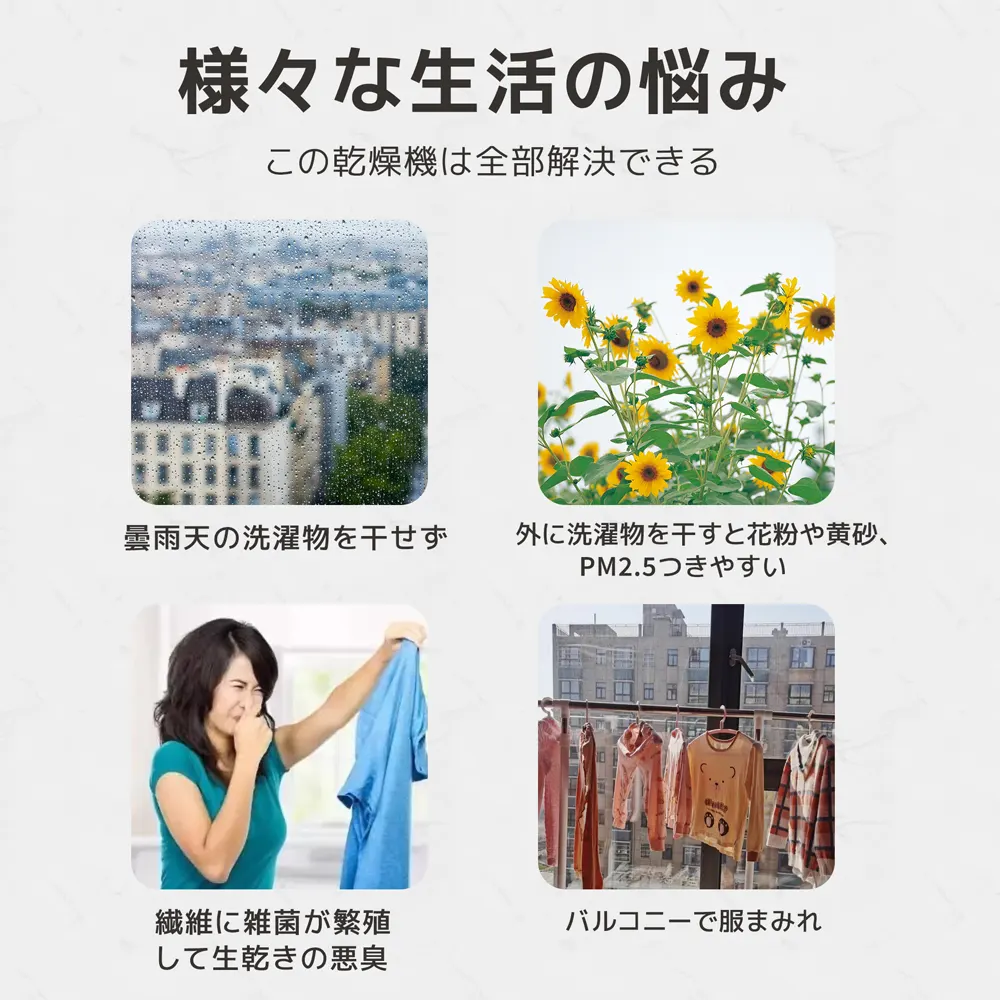 様々な生活の悩み
この乾燥機は全部解決できる
曇雨天の洗濯物を干せず
外に洗濯物を干すと花粉や黄砂、
PM2.5つきやすい
繊維に雑菌が繁殖
して生乾きの悪臭
バルコニーで服まみれ